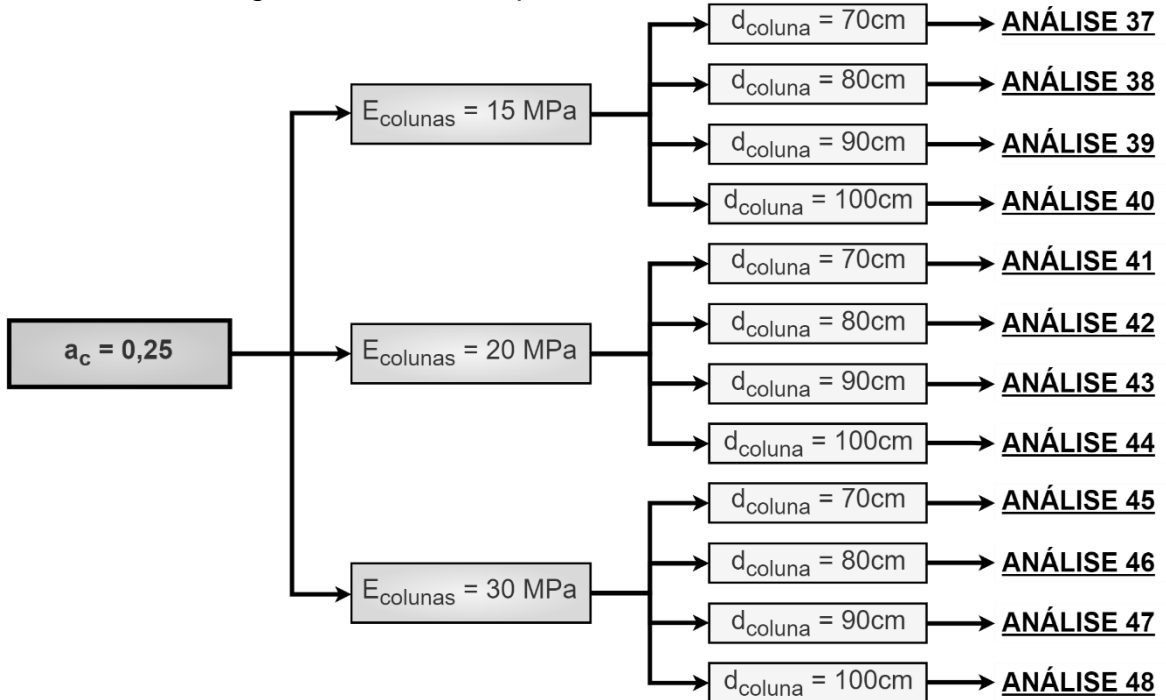 d_coluna = 70cm
ANÁLISE 37
E_colunas = 15 MPa
d_coluna = 80cm
ANÁLISE 38
d_coluna = 90cm
ANÁLISE 39
d_coluna = 100cm
ANÁLISE 40
d_coluna = 70cm
ANÁLISE 41
a_c = 0,25
E_colunas = 20 MPa
d_coluna = 80cm
ANÁLISE 42
d_coluna = 90cm
ANÁLISE 43
d_coluna = 100cm
ANÁLISE 44
d_coluna = 70cm
ANÁLISE 45
E_colunas = 30 MPa
d_coluna = 80cm
ANÁLISE 46
d_coluna = 90cm
ANÁLISE 47
d_coluna = 100cm
ANÁLISE 48